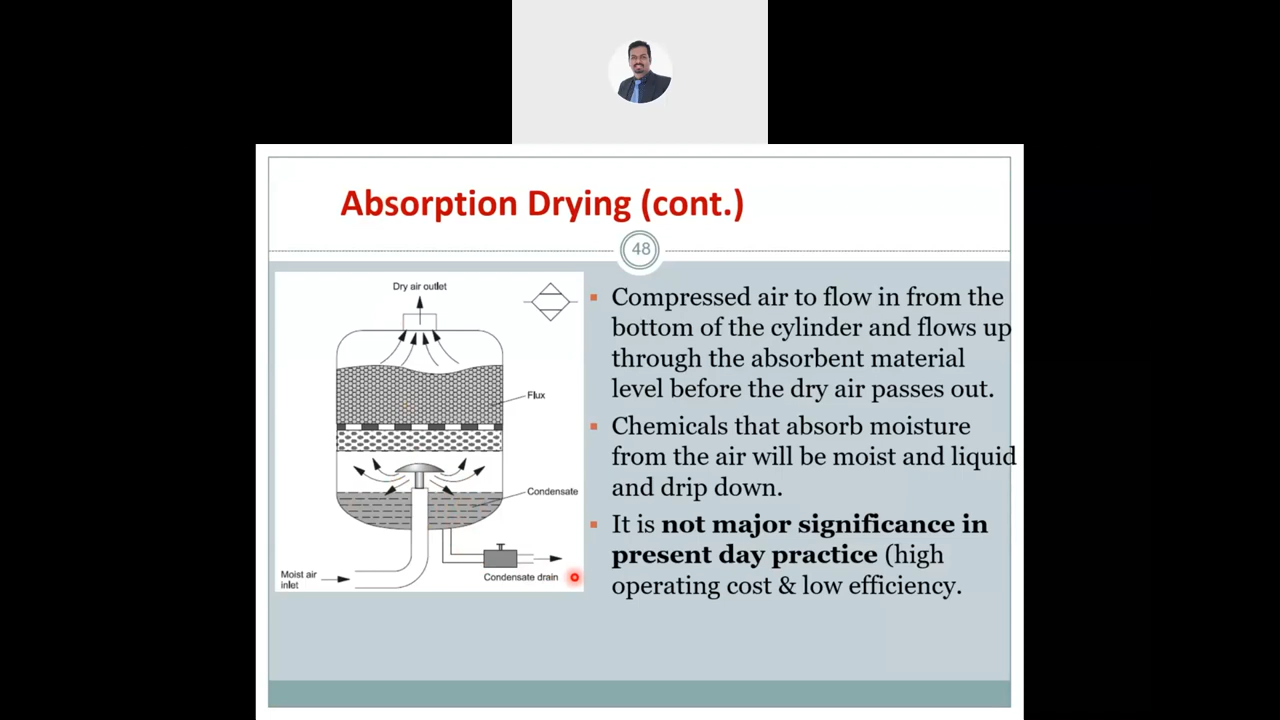 Absorption Drying (cont.)
48
Dry air outlet
Flux
Condensate
Moist air
inlet
Condensate drain
▪ Compressed air to flow in from the
bottom of the cylinder and flows up
through the absorbent material
level before the dry air passes out.
▪ Chemicals that absorb moisture
from the air will be moist and liquid
and drip down.
▪ It is not major significance in
present day practice (high
operating cost & low efficiency.